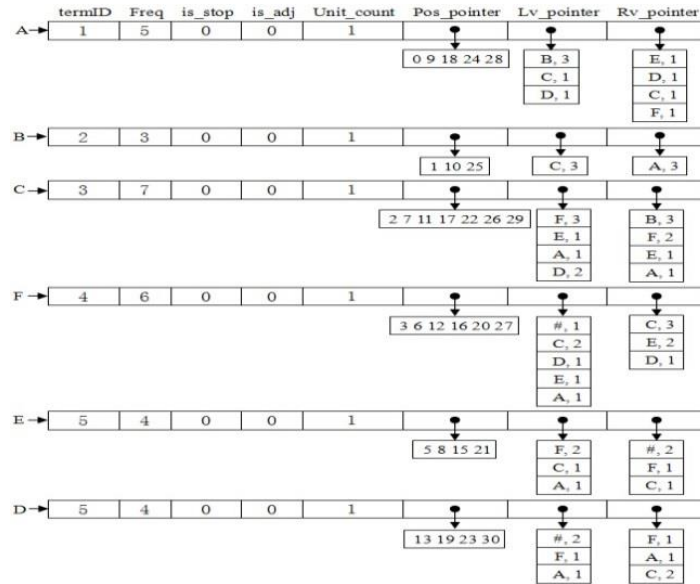 termID Freq is_stop is_adj Unit_count Pos_pointer Lv_pointer Rv_pointer
A 1 5 0 0 1
0 9 18 24 28 B, 3 E, 1
C, 1 D, 1
D, 1 C, 1
F, 1
B 2 3 0 0 1
1 10 25 C, 3 A, 3
C 3 7 0 0 1
2 7 11 17 22 26 29 F, 3 B, 3
E, 1 F, 2
A, 1 E, 1
D, 2 A, 1
F 4 6 0 0 1
3 6 12 16 20 27 #, 1 C, 3
C, 2 E, 2
D, 1 D, 1
E, 1
A, 1
E 5 4 0 0 1
5 8 15 21 F, 2 #, 2
C, 1 F, 1
A, 1 C, 1
D 5 4 0 0 1
13 19 23 30 #, 2 F, 1
F, 1 A, 1
A, 1 C, 2